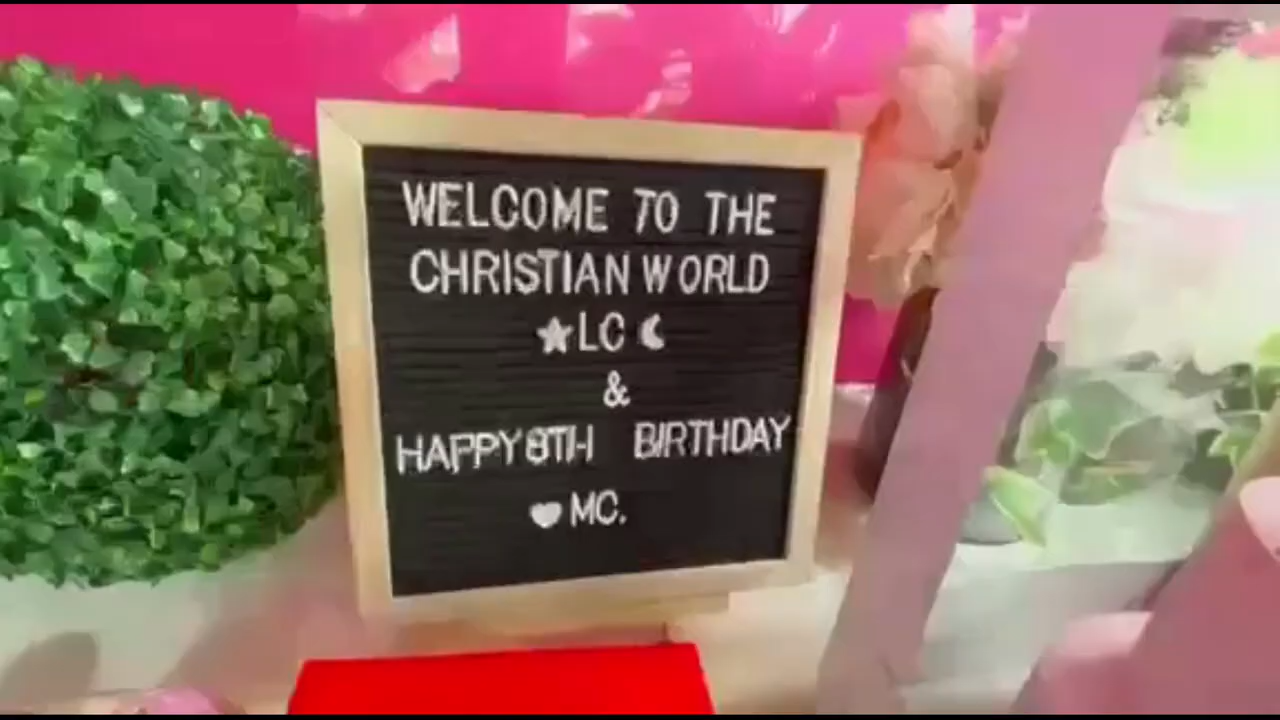 WELCOME TO THE
CHRISTIAN WORLD
★LC☾
&
HAPPY 8TH BIRTHDAY
♥MC.